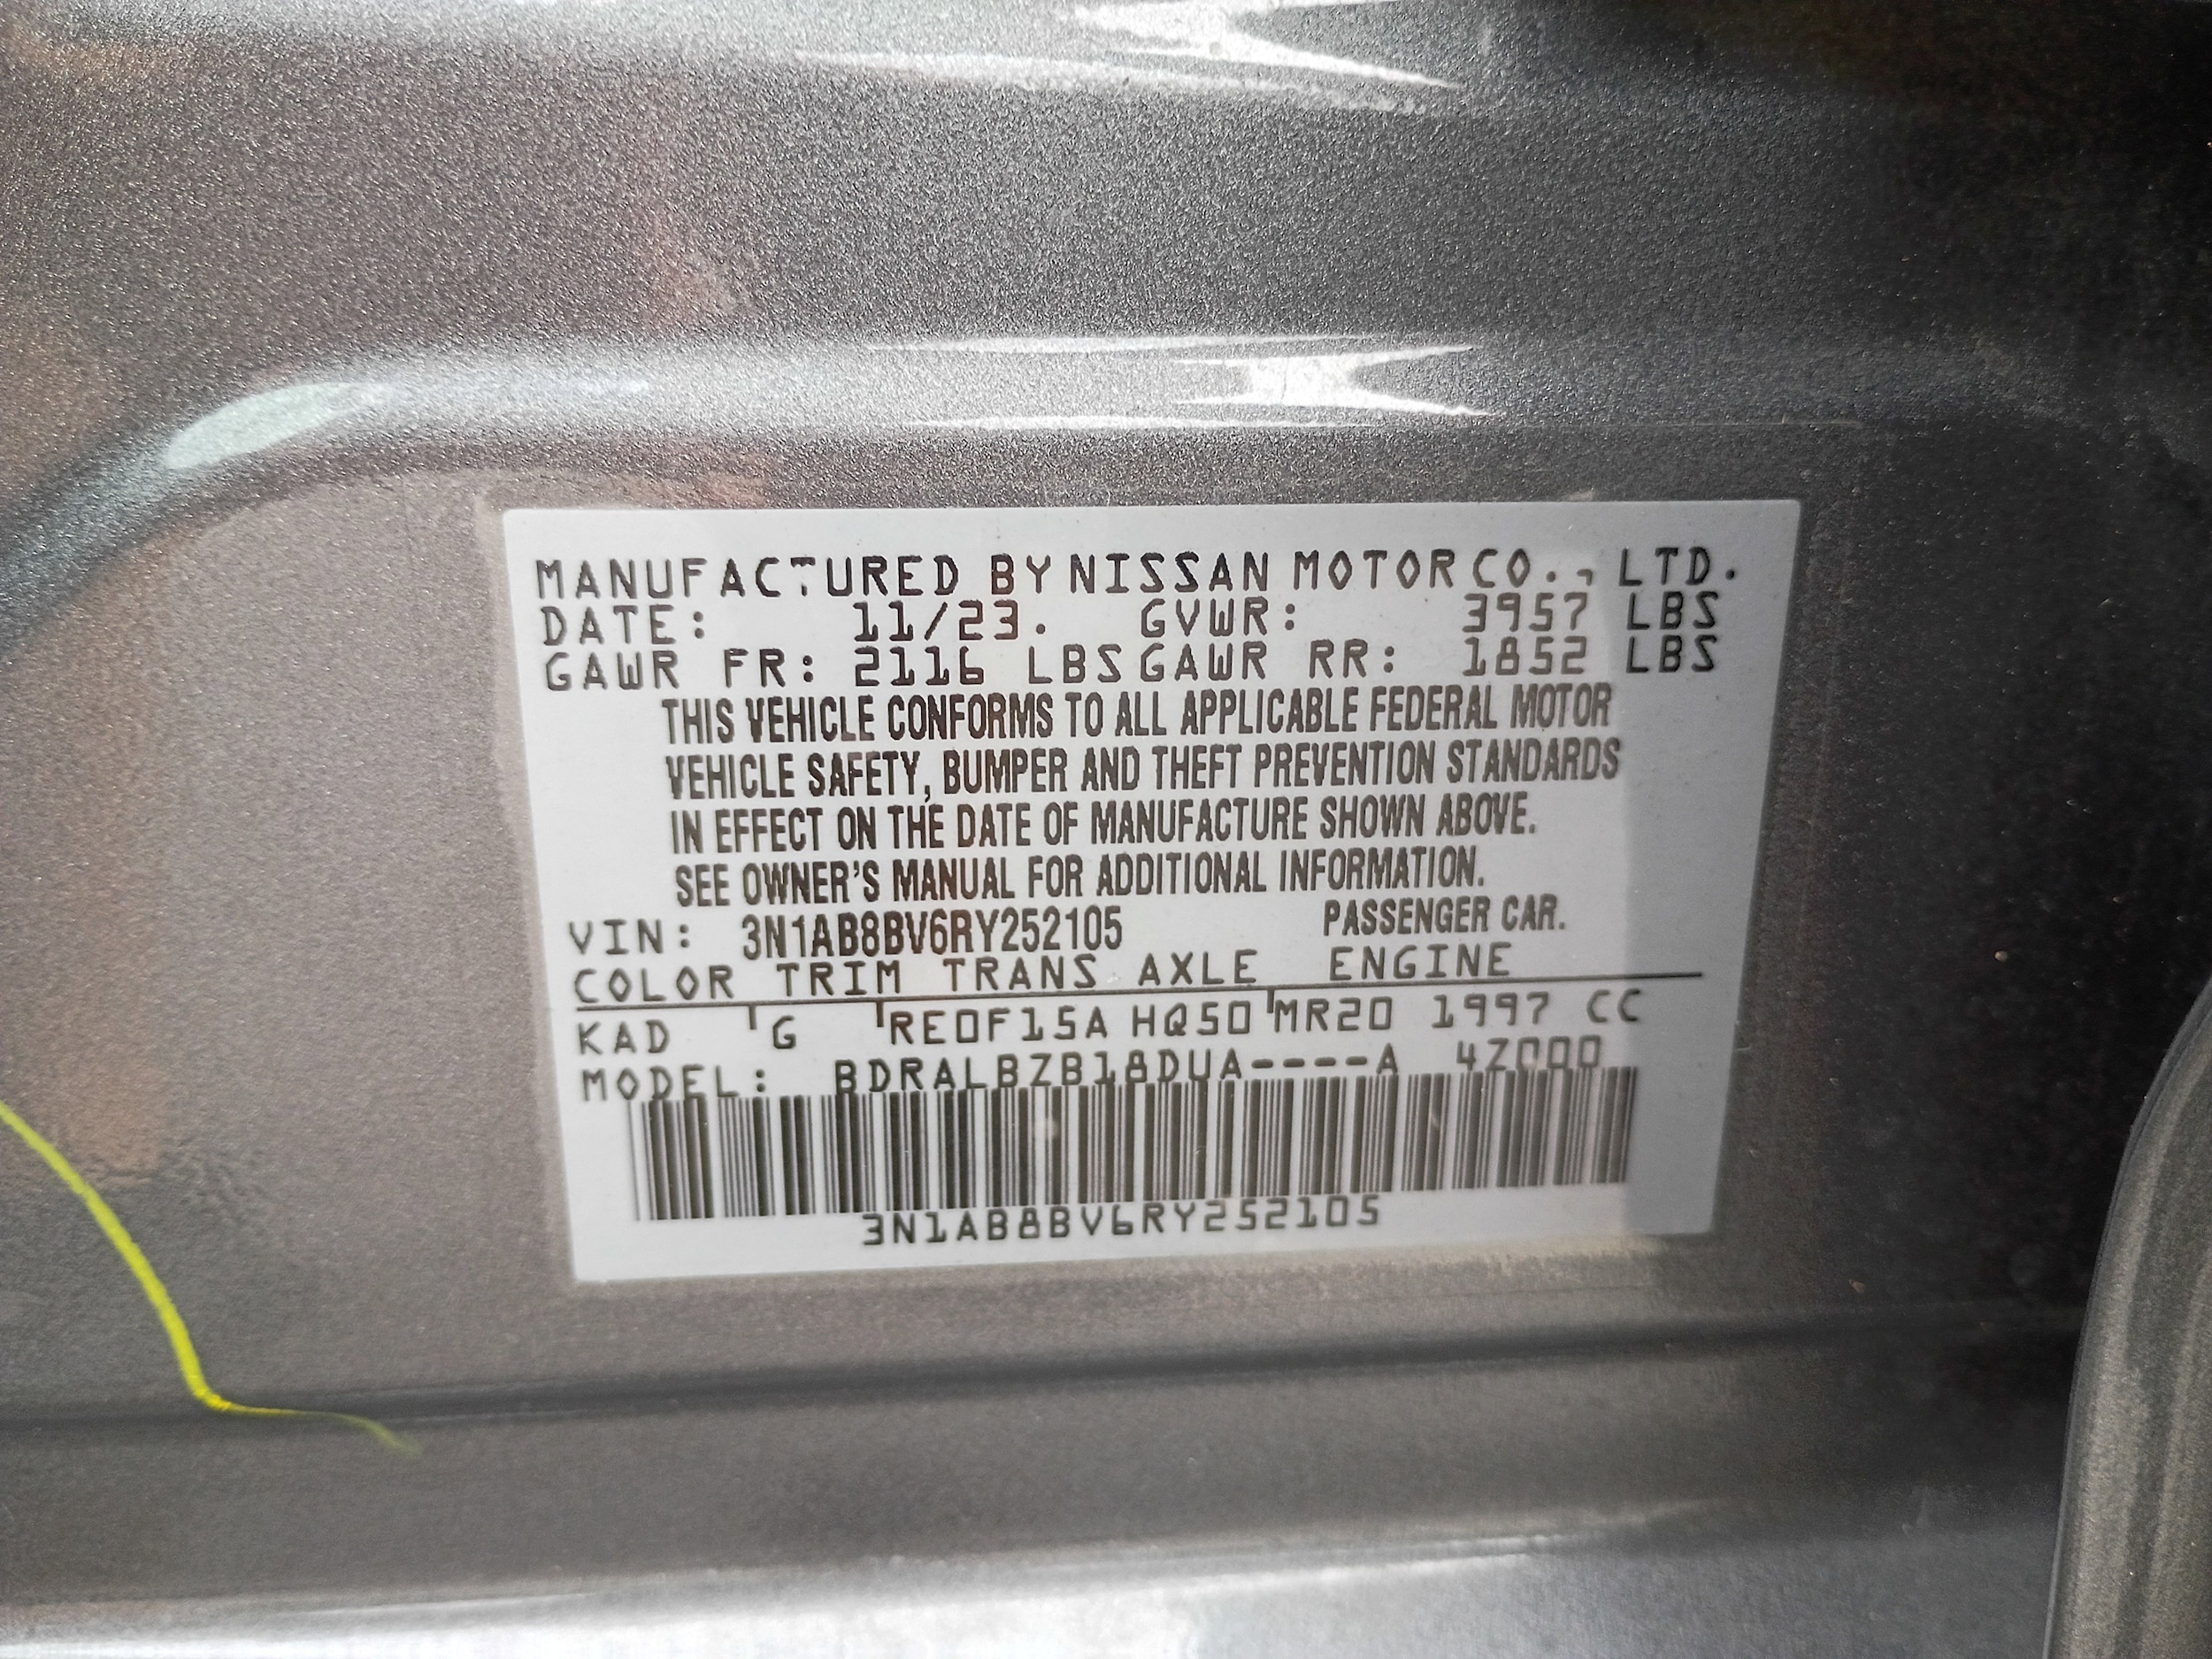 MANUFACTURED BY NISSAN MOTOR CO., LTD.
DATE: 11/23. GVWR: 3957 LBS
GAWR FR: 2116 LBS GAWR RR: 1852 LBS
THIS VEHICLE CONFORMS TO ALL APPLICABLE FEDERAL MOTOR
VEHICLE SAFETY, BUMPER AND THEFT PREVENTION STANDARDS
IN EFFECT ON THE DATE OF MANUFACTURE SHOWN ABOVE.
SEE OWNER'S MANUAL FOR ADDITIONAL INFORMATION.
VIN: 3N1AB8BV6RY252105 PASSENGER CAR.
COLOR TRIM TRANS AXLE ENGINE
KAD G RE0F15A HQ50 MR20 1997 CC
MODEL: BDRALBZB18DUA----A 4Z000
3N1AB8BV6RY252105